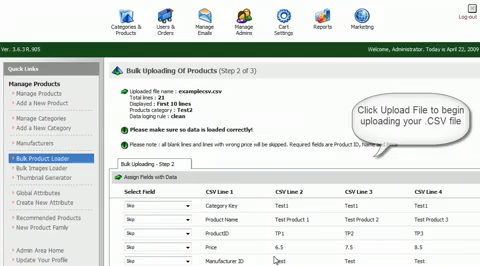 Categories & Products
Users & Orders
Manage Emails
Manage Admins
Cart Settings
Reports
Marketing
Log-out
Ver. 3.6.3 R.905
Welcome, Administrator. Today is April 22, 2009
Quick Links
Manage Products
Manage Products
Add a New Product
Manage Categories
Add a New Category
Manufacturers
Bulk Product Loader
Bulk Images Loader
Thumbnail Generator
Global Attributes
Create New Attribute
Recommended Products
New Product Family
Admin Area Home
Update Your Profile
Bulk Uploading Of Products (Step 2 of 3)
Uploaded file name : examplecsv.csv
Total lines : 21
Displayed : First 10 lines
Products category : Test2
Data loging rule : clean
Please make sure so data is loaded correctly!
Please note : all blank lines and lines with wrong price will be skipped. Required fields are Product ID, Name
Click Upload File to begin
uploading your .CSV file
Bulk Uploading - Step 2
Assign Fields with Data
Select Field CSV Line 1 CSV Line 2 CSV Line 3 CSV Line 4
Skip Category Key Test1 Test1 Test1
Skip Product Name Test Product 1 Test Product 2 Test Product 3
Skip ProductID TP1 TP2 TP3
Skip Price 6.5 7.5 8.5
Skip Manufacturer ID Test Test Test